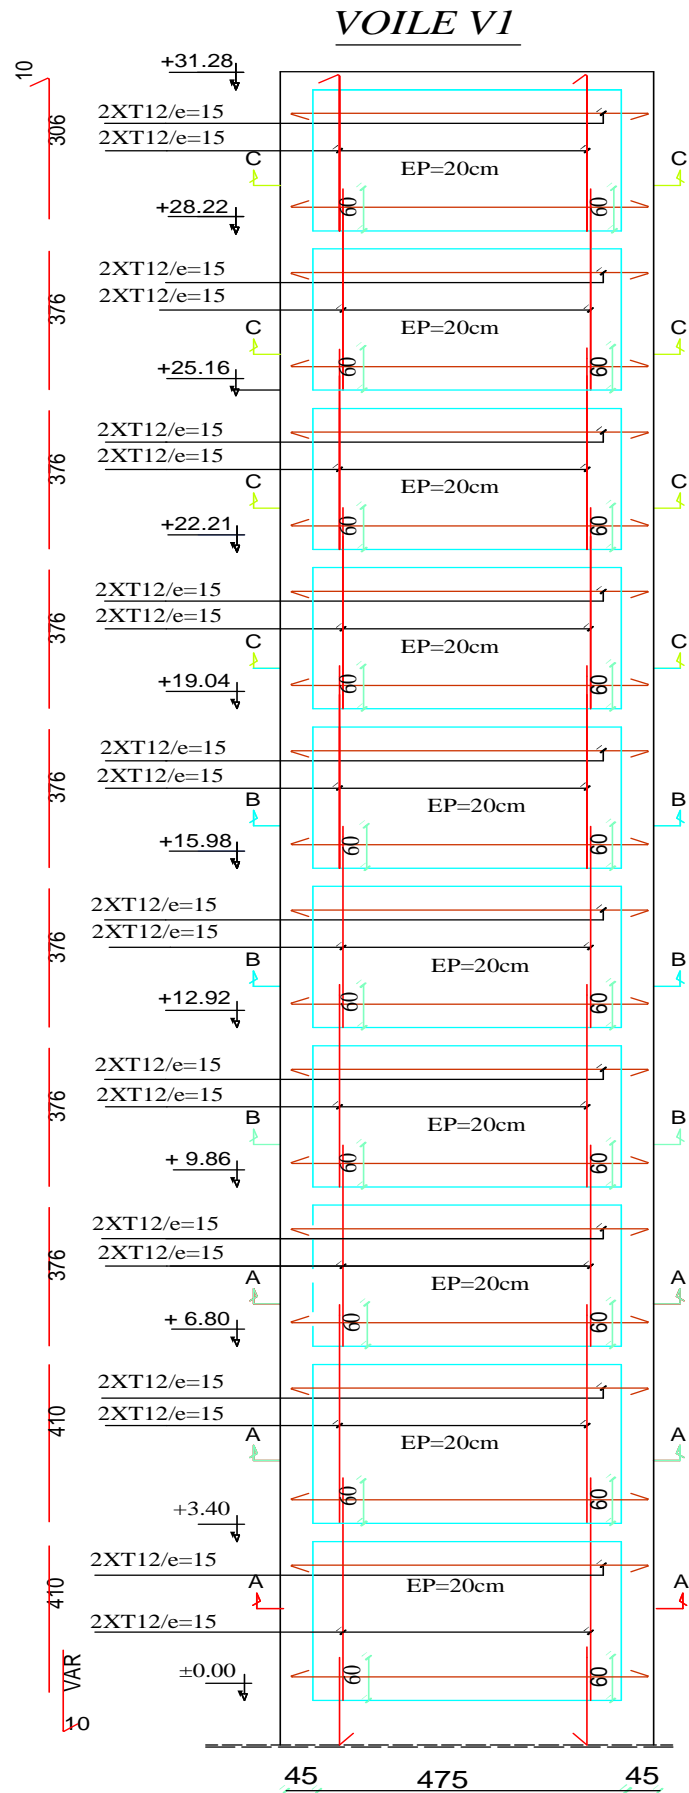 VOILE V1
+31.28
10
306
2XT12/e=15
2XT12/e=15
EP=20cm
C C
60 60
+28.22
2XT12/e=15
2XT12/e=15
376
EP=20cm
C C
60 60
+25.16
2XT12/e=15
2XT12/e=15
376
EP=20cm
C C
60 60
+22.21
2XT12/e=15
2XT12/e=15
376
EP=20cm
C C
60 60
+19.04
2XT12/e=15
2XT12/e=15
376
EP=20cm
B B
60 60
+15.98
2XT12/e=15
2XT12/e=15
376
EP=20cm
B B
60 60
+12.92
2XT12/e=15
2XT12/e=15
376
EP=20cm
B B
60 60
+ 9.86
2XT12/e=15
2XT12/e=15
376
EP=20cm
A A
60 60
+ 6.80
2XT12/e=15
2XT12/e=15
410
EP=20cm
A A
60 60
+3.40
2XT12/e=15
EP=20cm
410
A A
2XT12/e=15
60 60
±0.00
VAR
10
45 475 45